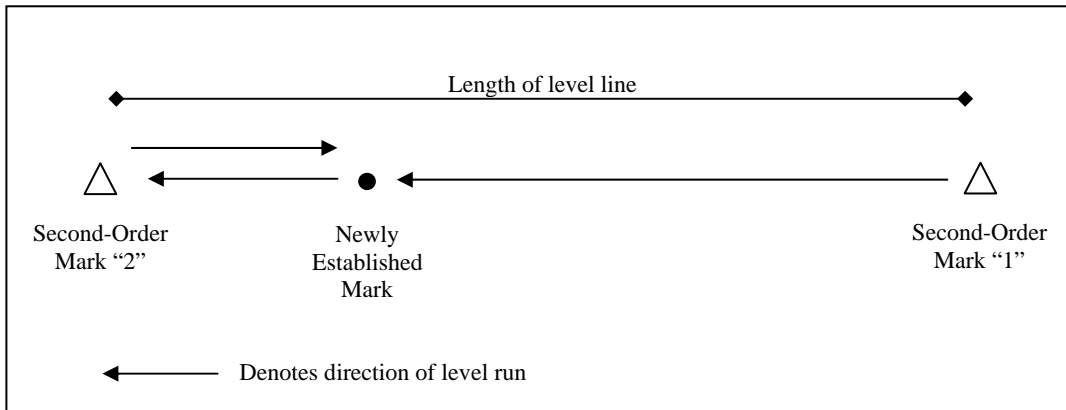 Length of level line
Second-Order
Mark “2”
Newly
Established
Mark
Second-Order
Mark “1”
Denotes direction of level run